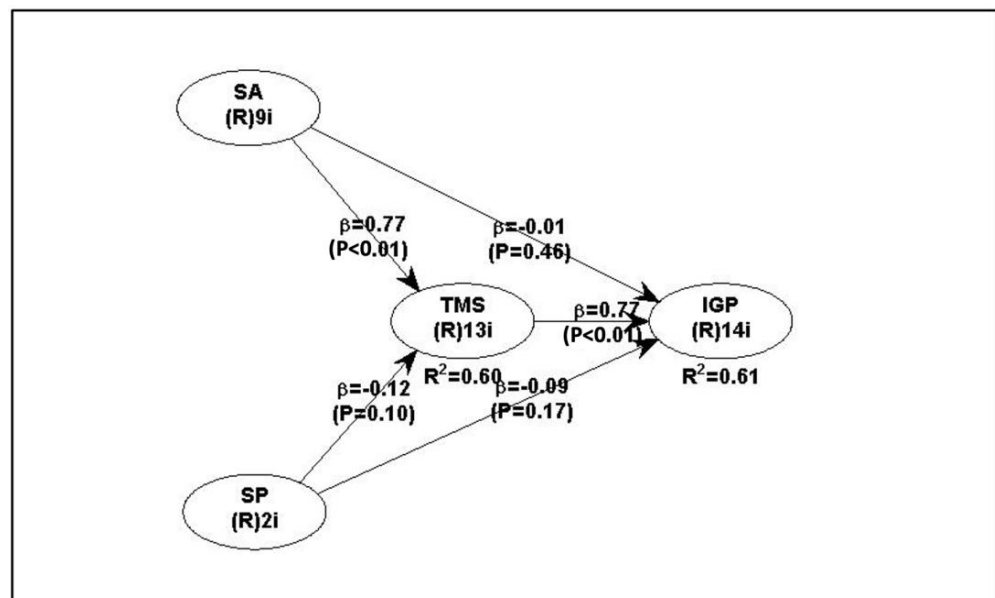 SA
(R)9i
β=0.77
(P<0.01)
β=-0.01
(P=0.46)
TMS
(R)13i
R²=0.60
β=0.77
(P<0.01)
IGP
(R)14i
R²=0.61
β=-0.12
(P=0.10)
β=-0.09
(P=0.17)
SP
(R)2i